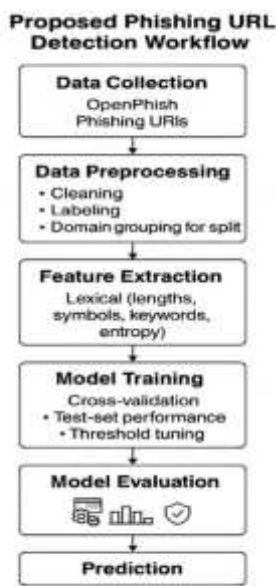 Proposed Phishing URL
Detection Workflow
Data Collection
OpenPhish
Phishing URIs
Data Preprocessing
• Cleaning
• Labeling
• Domain grouping for split
Feature Extraction
Lexical (lengths,
symbols, keywords,
entropy)
Model Training
Cross-validation
• Test-set performance
• Threshold tuning
Model Evaluation
Prediction